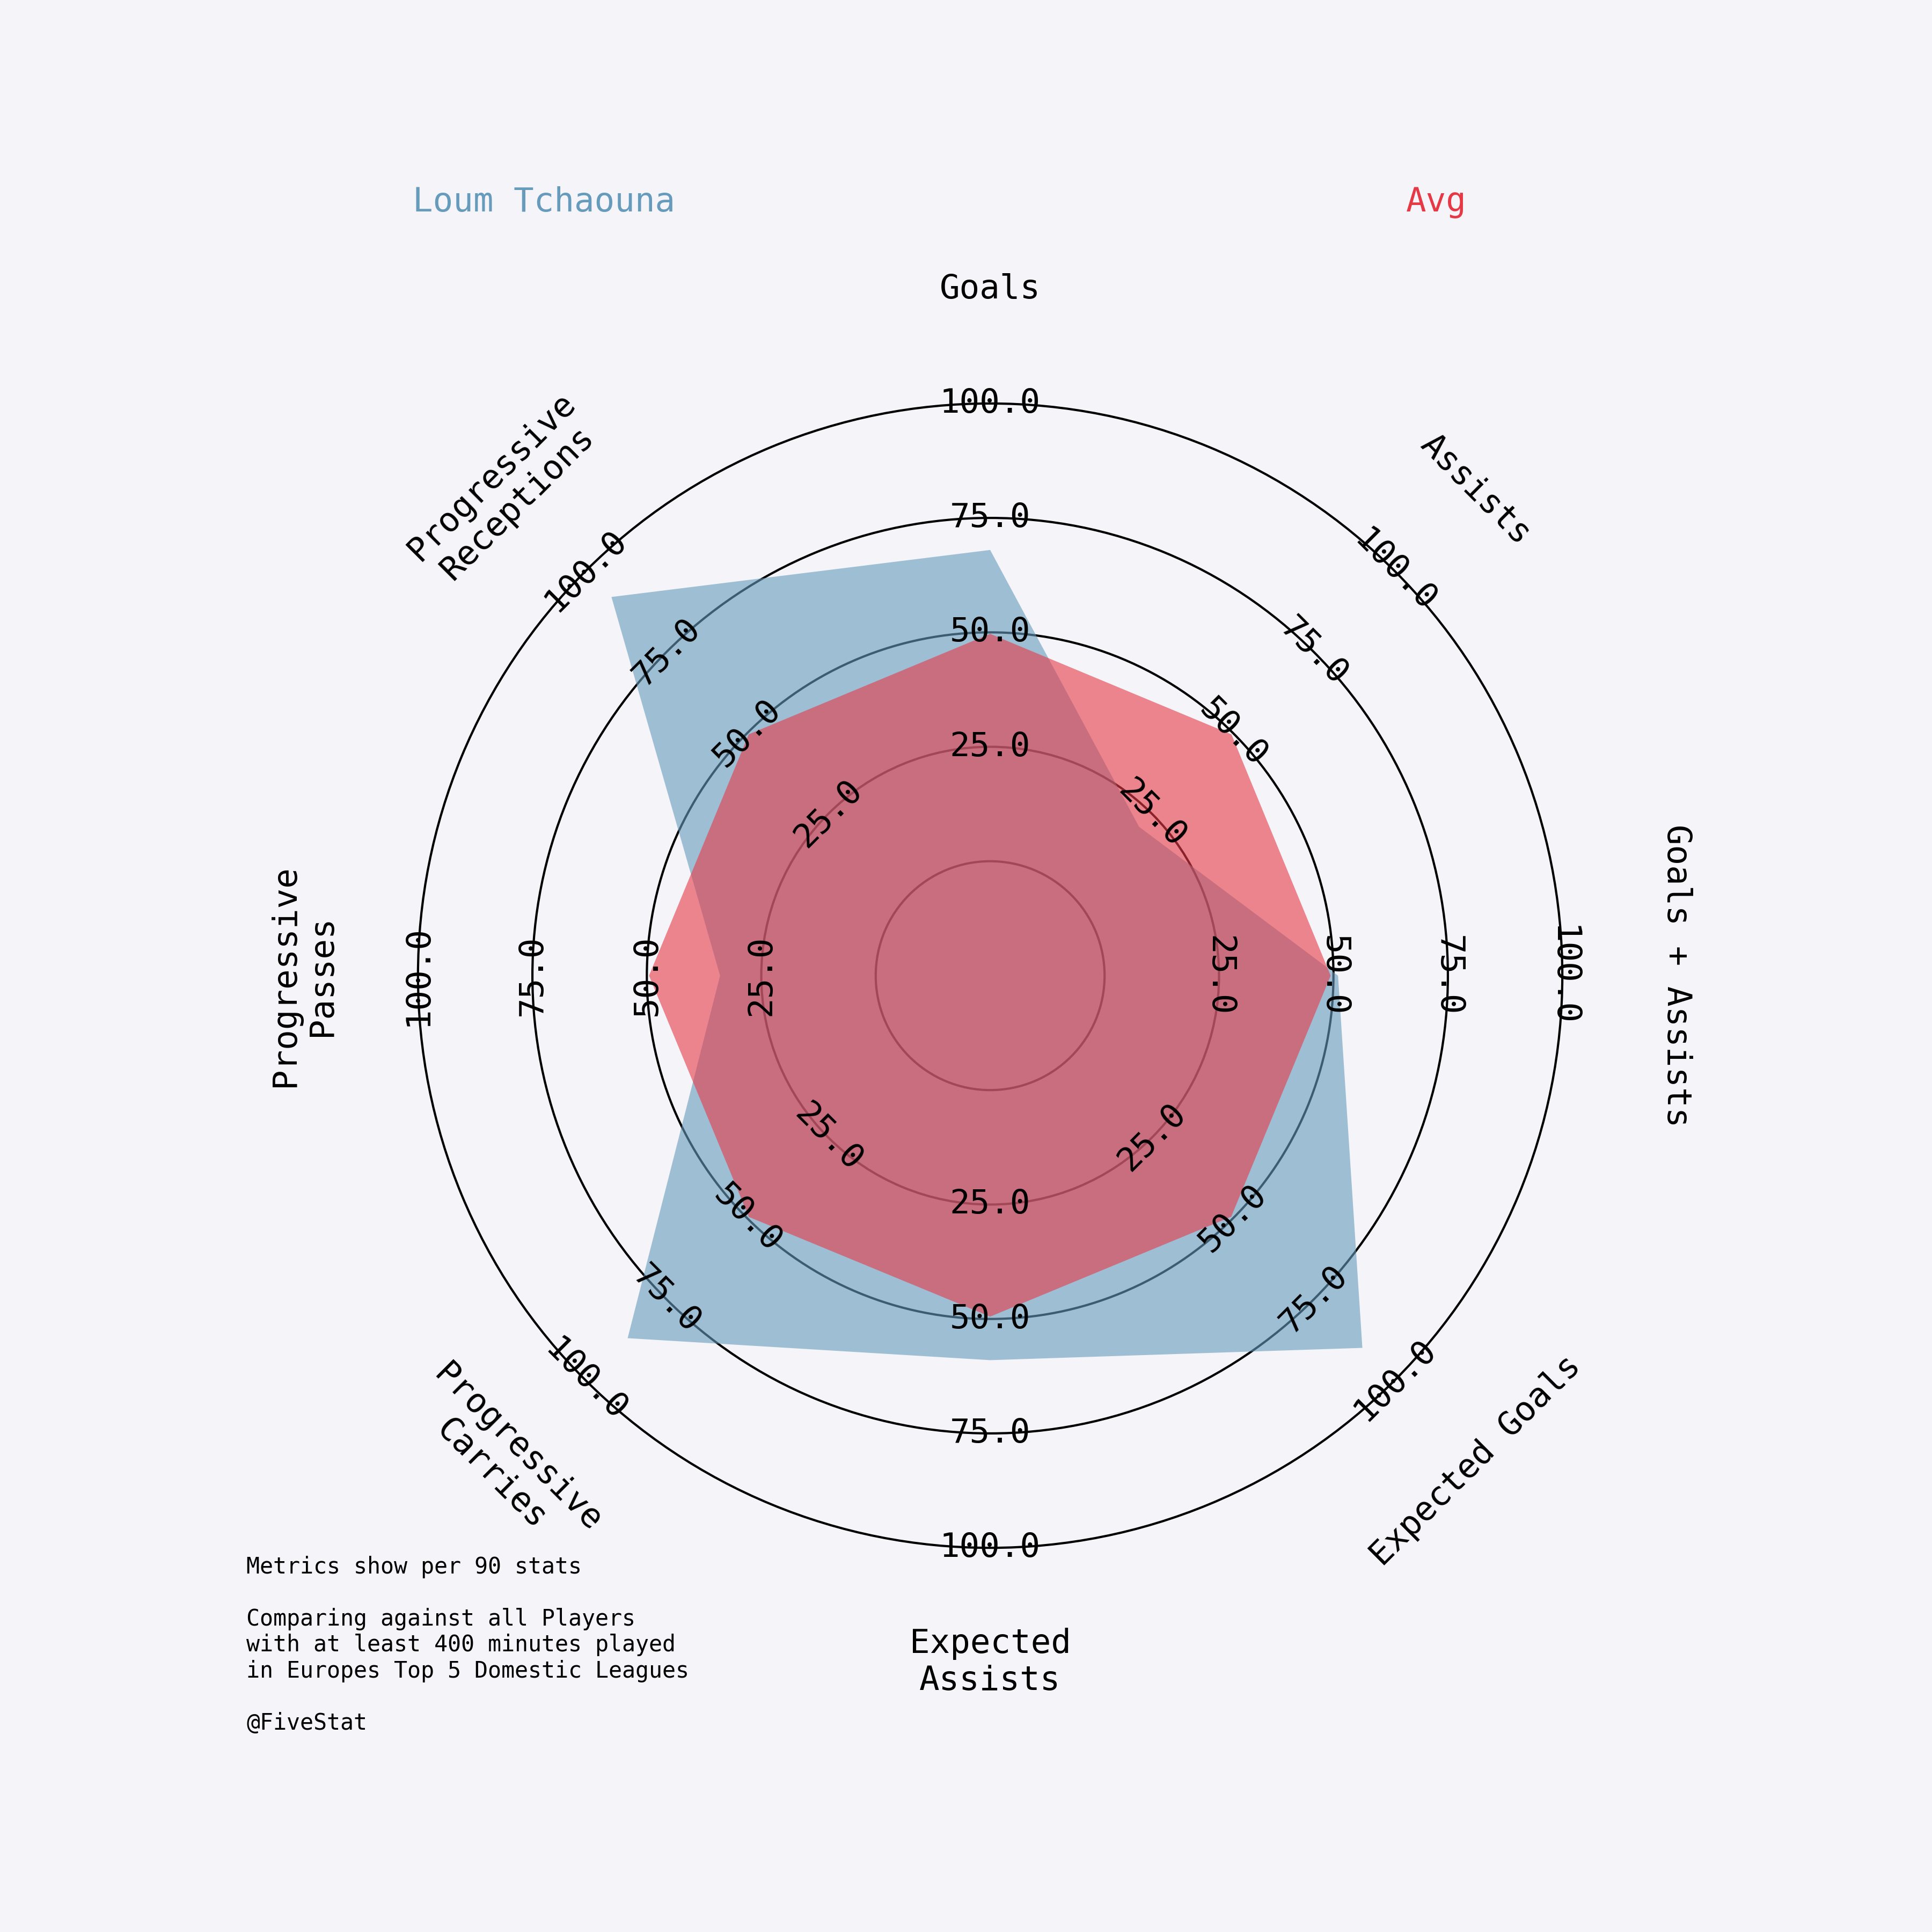 Loum Tchaouna
Avg
Goals
Assists
Goals + Assists
Expected Goals
Expected
Assists
Progressive
Carries
Progressive
Passes
Progressive
Receptions
25.0
50.0
75.0
100.0
25.0
50.0
75.0
100.0
25.0
50.0
75.0
100.0
25.0
50.0
75.0
100.0
25.0
50.0
75.0
100.0
25.0
50.0
75.0
100.0
25.0
50.0
75.0
100.0
25.0
50.0
75.0
100.0
Metrics show per 90 stats
Comparing against all Players
with at least 400 minutes played
in Europes Top 5 Domestic Leagues
@FiveStat